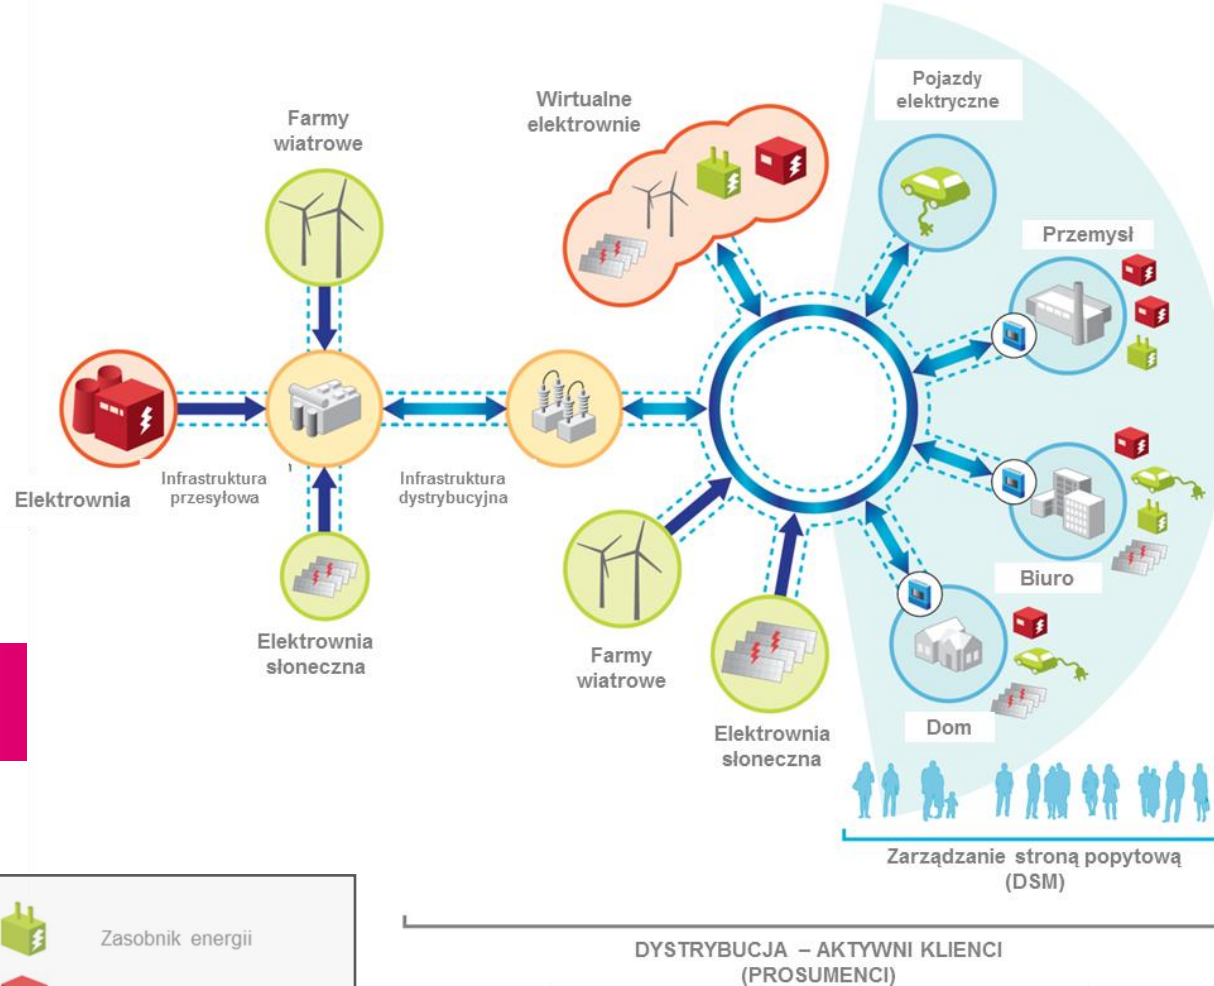 Pojazdy
elektryczne
Wirtualne
elektrownie
Farmy
wiatrowe
Przemysł
Infrastruktura
przesyłowa
Infrastruktura
dystrybucyjna
Elektrownia
Biuro
Elektrownia
słoneczna
Farmy
wiatrowe
Dom
Elektrownia
słoneczna
Zarządzanie stroną popytową
(DSM)
Zasobnik energii
DYSTRYBUCJA – AKTYWNI KLIENCI
(PROSUMENCI)